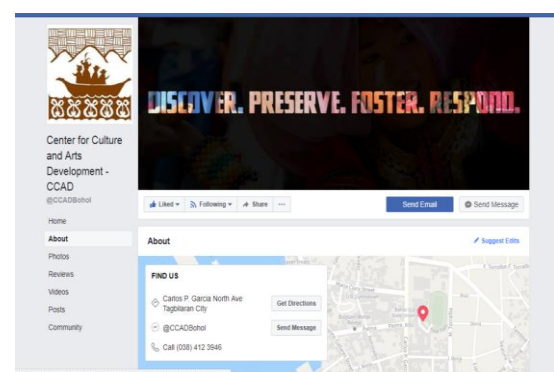 DISCOVER. PRESERVE. FOSTER. RESPOND.
Center for Culture
and Arts
Development -
CCAD
@CCADBohol
Liked
Following
Share
...
Send Email
Send Message
Home
About
Photos
Reviews
Videos
Posts
Community
About
Suggest Edits
FIND US
Carlos P. Garcia North Ave
Tagbilaran City
Get Directions
@CCADBohol
Send Message
Call (038) 412 3946